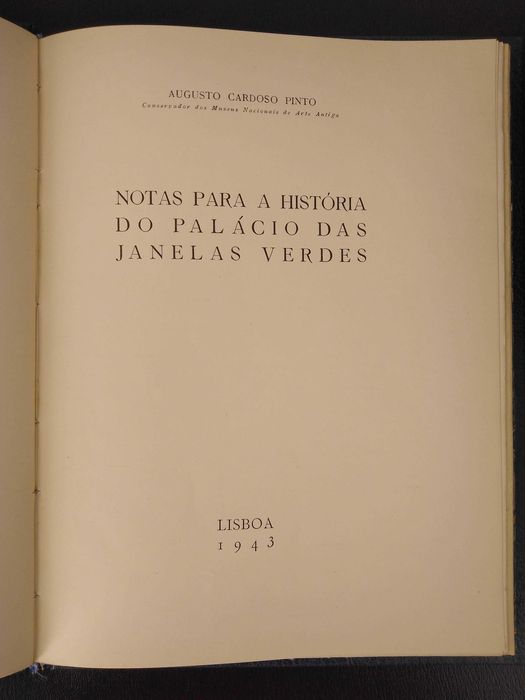 AUGUSTO CARDOSO PINTO
Conservador dos Museus Nacionais de Arte Antiga
NOTAS PARA A HISTÓRIA
DO PALÁCIO DAS
JANELAS VERDES
LISBOA
1943